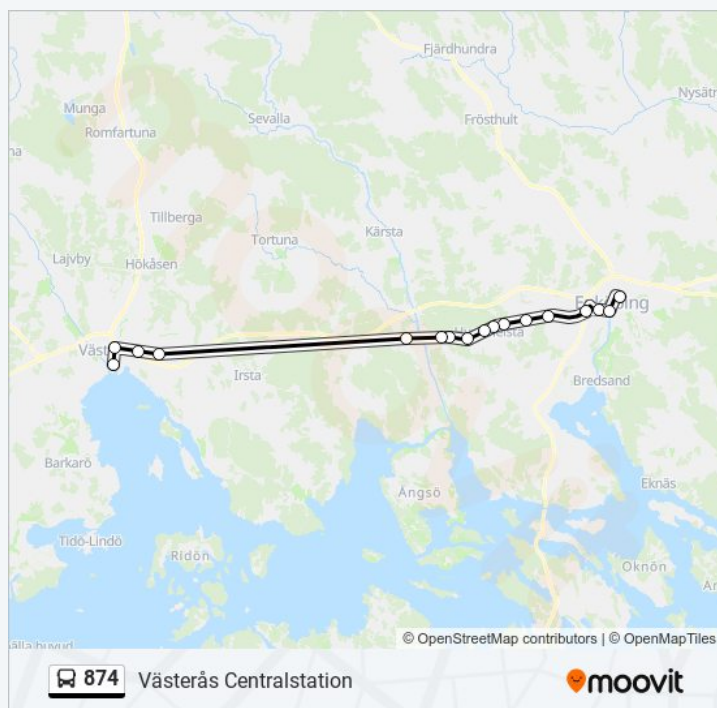 Fjärdhundra
Nysätr
Munga
Sevalla
Frösthult
Romfartuna
na
Tillberga
Kärsta
Tortuna
Lajvby
Hökåsen
Irsta
Bredsand
Barkarö
Ängsö
Eknäs
Tidö-Lindö
Ridön
Oknön
© OpenStreetMap contributors | © OpenMapTiles
874
Västerås Centralstation
moovit